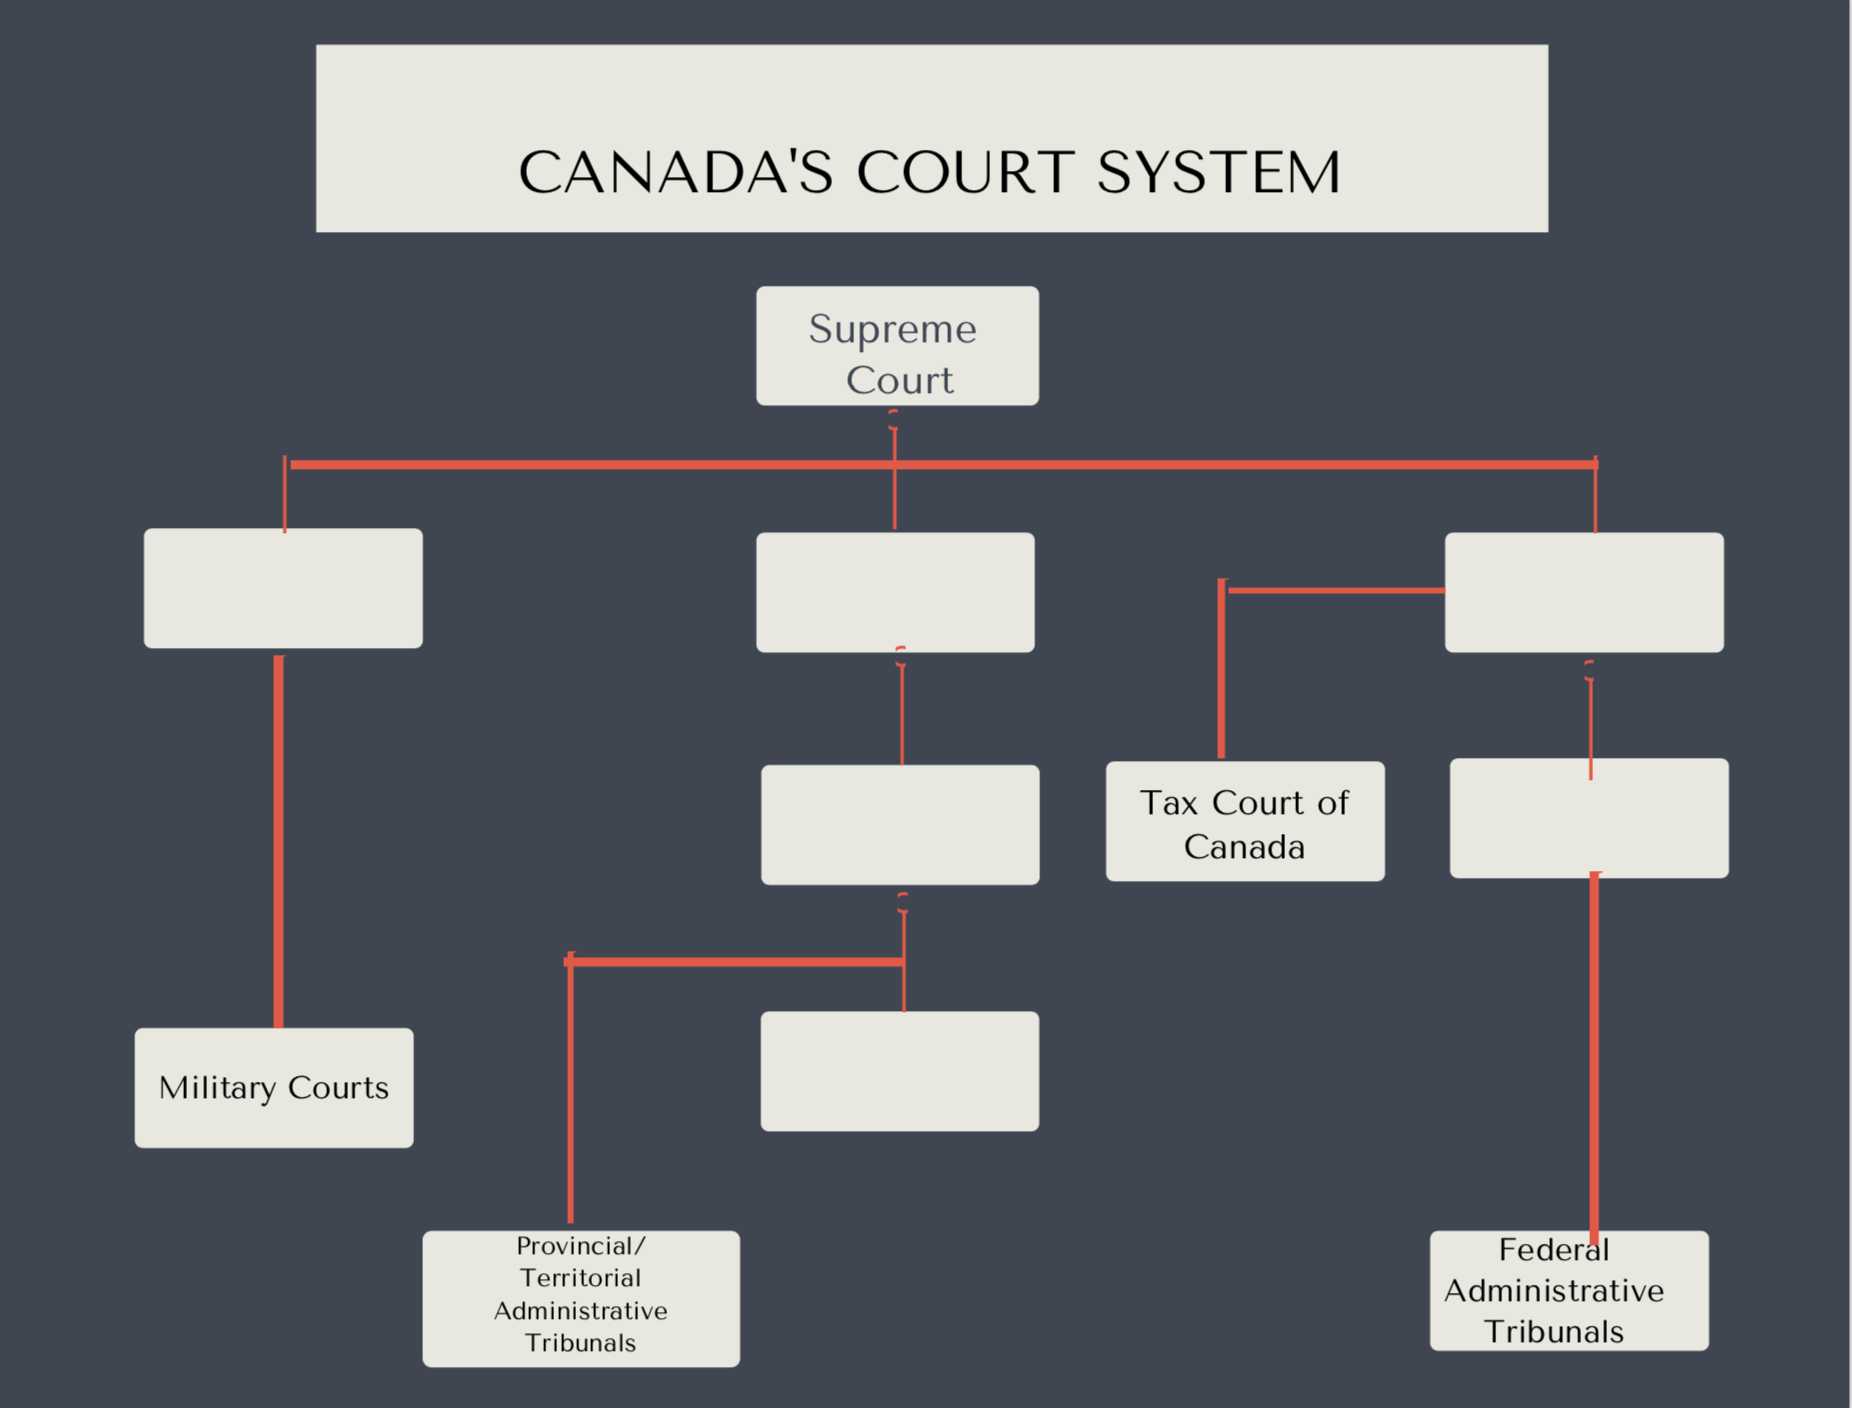 CANADA'S COURT SYSTEM
Supreme
Court
Tax Court of
Canada
Military Courts
Provincial/
Territorial
Administrative
Tribunals
Federal
Administrative
Tribunals